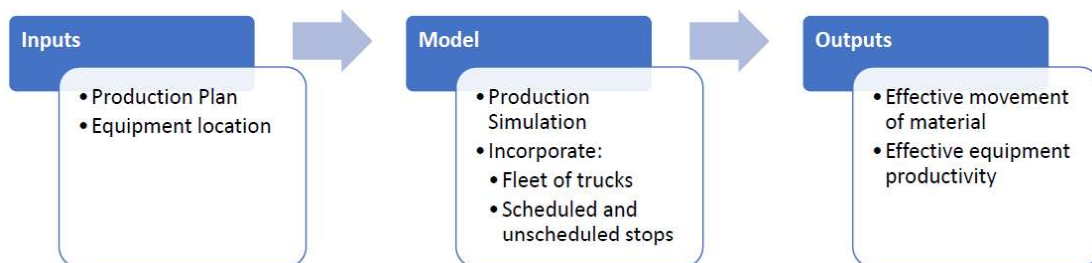 Inputs
• Production Plan
• Equipment location
Model
• Production
Simulation
• Incorporate:
• Fleet of trucks
• Scheduled and
unscheduled stops
Outputs
• Effective movement
of material
• Effective equipment
productivity